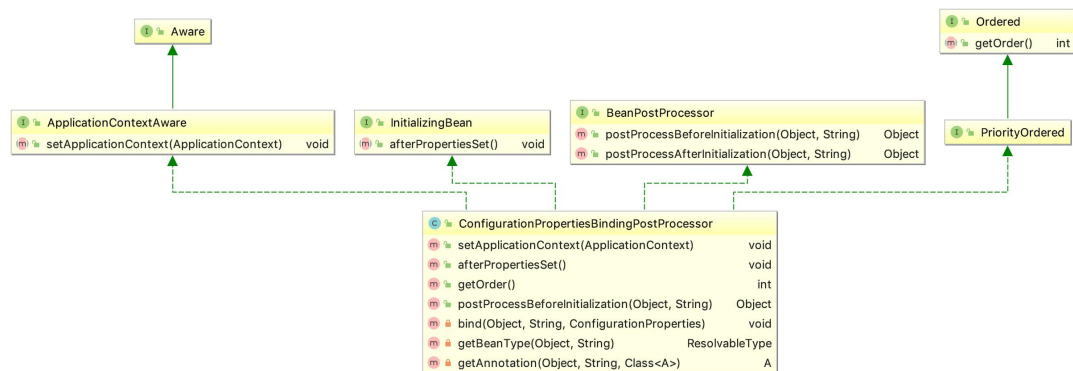 I Aware
I Ordered
m getOrder() int
I ApplicationContextAware
m setApplicationContext(ApplicationContext) void
I InitializingBean
m afterPropertiesSet() void
I BeanPostProcessor
m postProcessBeforeInitialization(Object, String) Object
m postProcessAfterInitialization(Object, String) Object
I PriorityOrdered
C ConfigurationPropertiesBindingPostProcessor
m setApplicationContext(ApplicationContext) void
m afterPropertiesSet() void
m getOrder() int
m postProcessBeforeInitialization(Object, String) Object
m bind(Object, String, ConfigurationProperties) void
m getBeanType(Object, String) ResolvableType
m getAnnotation(Object, String, Class<A>) A